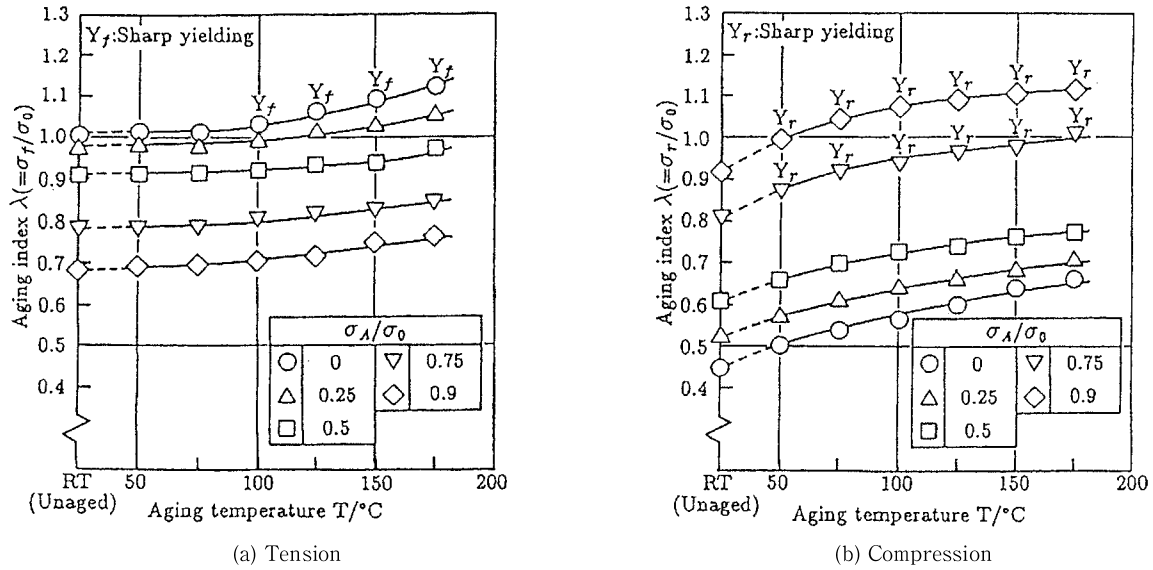 Y_f:Sharp yielding
1.3
1.2
1.1
1.0
0.9
0.8
0.7
0.6
0.5
0.4
Aging index λ(=σ_f/σ_0)
Y_f
Y_f
Y_f
Y_f
σ_A/σ_0
0 0.75
0.25 0.9
0.5
RT 50 100 150 200
(Unaged)
Aging temperature T/°C
(a) Tension
Y_r:Sharp yielding
1.3
1.2
1.1
1.0
0.9
0.8
0.7
0.6
0.5
0.4
Aging index λ(=σ_r/σ_0)
Y_r Y_r Y_r Y_r Y_r Y_r
Y_r Y_r Y_r Y_r Y_r Y_r
σ_A/σ_0
0 0.75
0.25 0.9
0.5
RT 50 100 150 200
(Unaged)
Aging temperature T/°C
(b) Compression